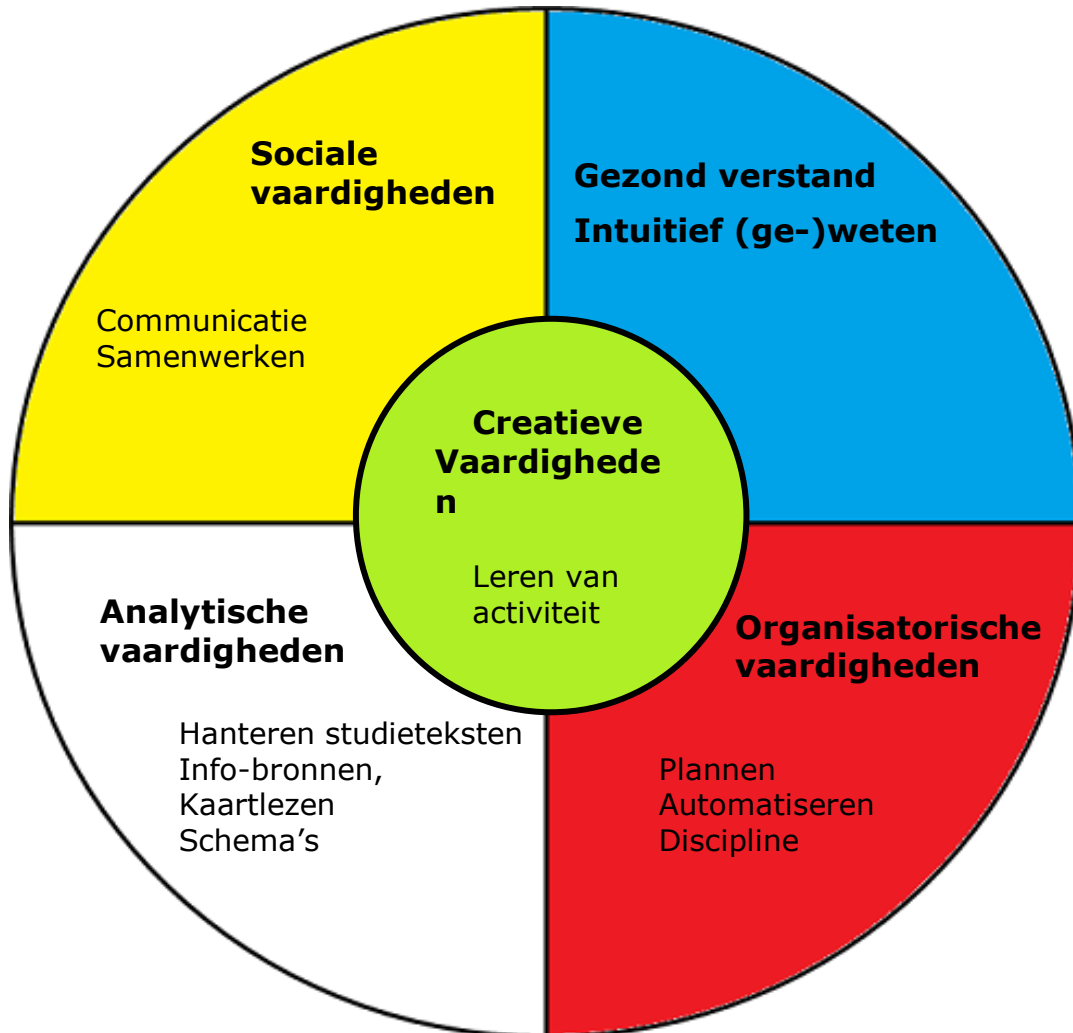 Sociale
vaardigheden
Communicatie
Samenwerken
Gezond verstand
Intuitief (ge-)weten
Creatieve
Vaardighede
n
Leren van
activiteit
Analytische
vaardigheden
Hanteren studieteksten
Info-bronnen,
Kaartlezen
Schema’s
Organisatorische
vaardigheden
Plannen
Automatiseren
Discipline